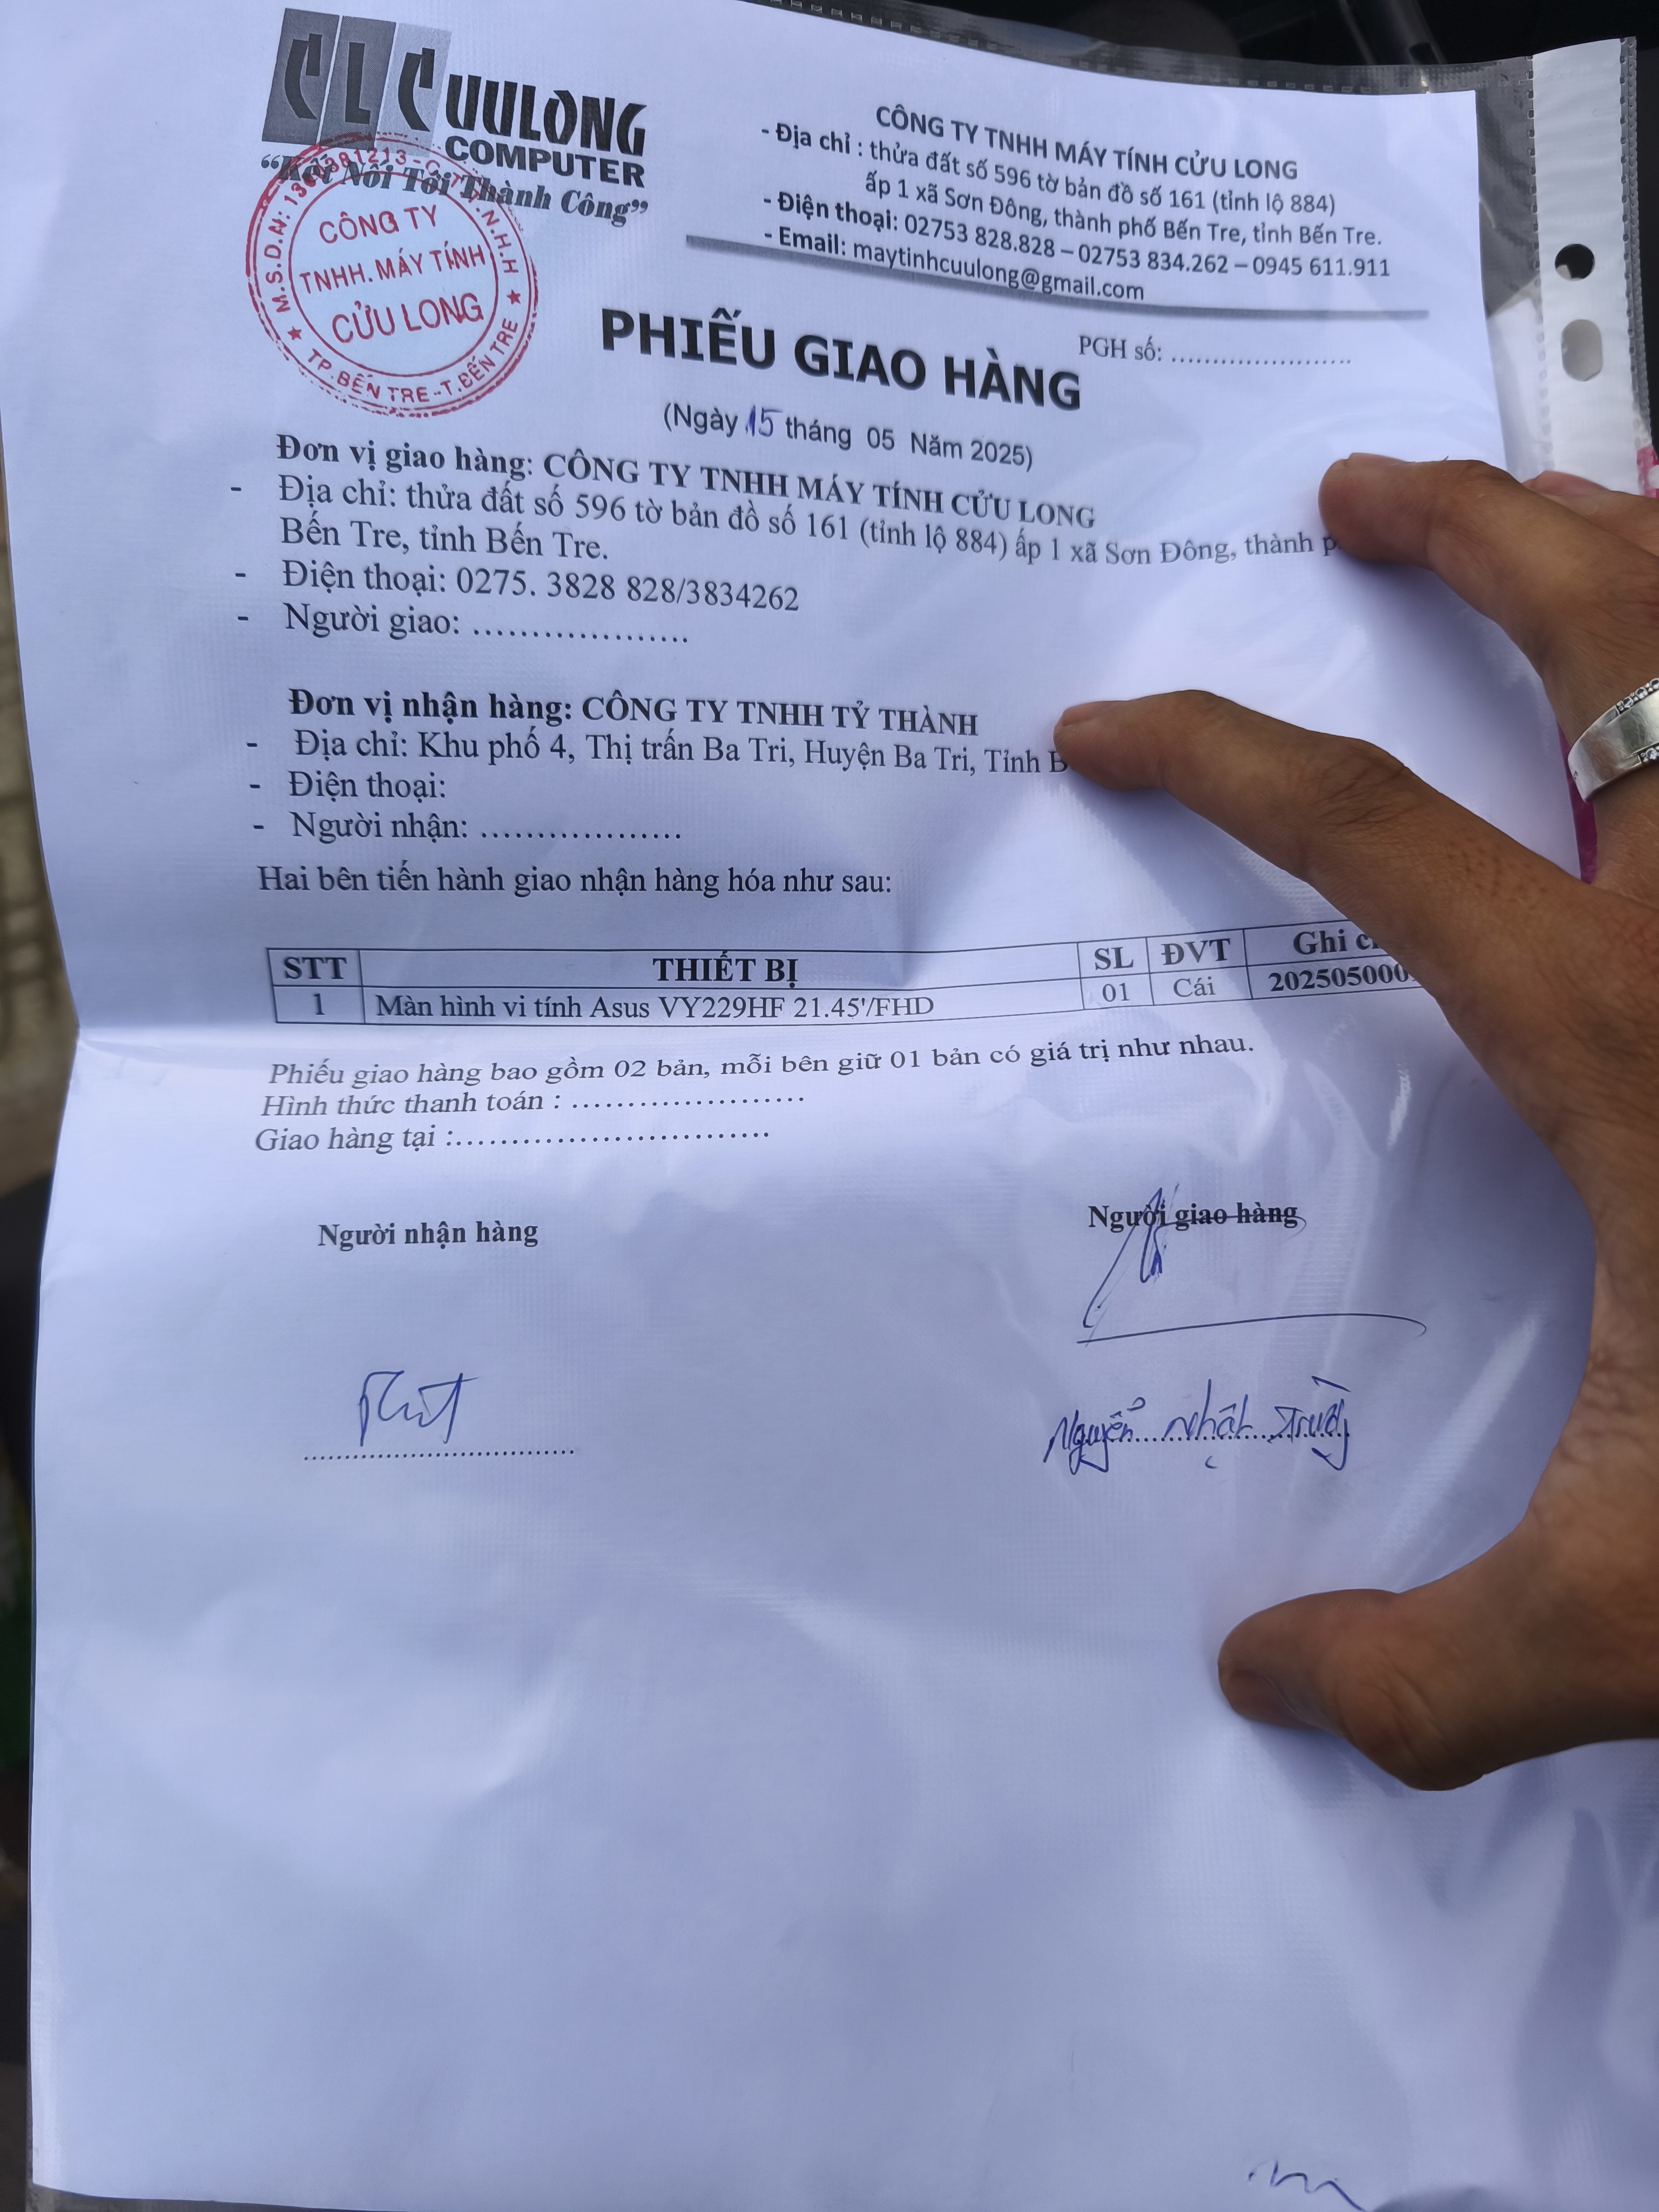 CLCUULONG
COMPUTER
“Kết Nối Tới Thành Công”
M.S.D.N: 1300381213-C.T.T.N.H.H
CÔNG TY
TNHH.MÁY TÍNH
CỬU LONG
★ TP.BẾN TRE-T.BẾN TRE ★
CÔNG TY TNHH MÁY TÍNH CỬU LONG
- Địa chỉ : thửa đất số 596 tờ bản đồ số 161 (tỉnh lộ 884)
ấp 1 xã Sơn Đông, thành phố Bến Tre, tỉnh Bến Tre.
- Điện thoại: 02753 828.828 – 02753 834.262 – 0945 611.911
- Email: maytinhcuulong@gmail.com
PGH số: ........................
PHIẾU GIAO HÀNG
(Ngày 15 tháng 05 Năm 2025)
Đơn vị giao hàng: CÔNG TY TNHH MÁY TÍNH CỬU LONG
- Địa chỉ: thửa đất số 596 tờ bản đồ số 161 (tỉnh lộ 884) ấp 1 xã Sơn Đông, thành
Bến Tre, tỉnh Bến Tre.
- Điện thoại: 0275. 3828 828/3834262
- Người giao: ....................
Đơn vị nhận hàng: CÔNG TY TNHH TỶ THÀNH
- Địa chỉ: Khu phố 4, Thị trấn Ba Tri, Huyện Ba Tri, Tỉnh
- Điện thoại:
- Người nhận: ...................
Hai bên tiến hành giao nhận hàng hóa như sau:
STT THIẾT BỊ SL ĐVT Ghi
1 Màn hình vi tính Asus VY229HF 21.45'/FHD 01 Cái 202505000
Phiếu giao hàng bao gồm 02 bản, mỗi bên giữ 01 bản có giá trị như nhau.
Hình thức thanh toán : ........................
Giao hàng tại :................................
Người nhận hàng Người giao hàng
Nguyễn Nhật Trường